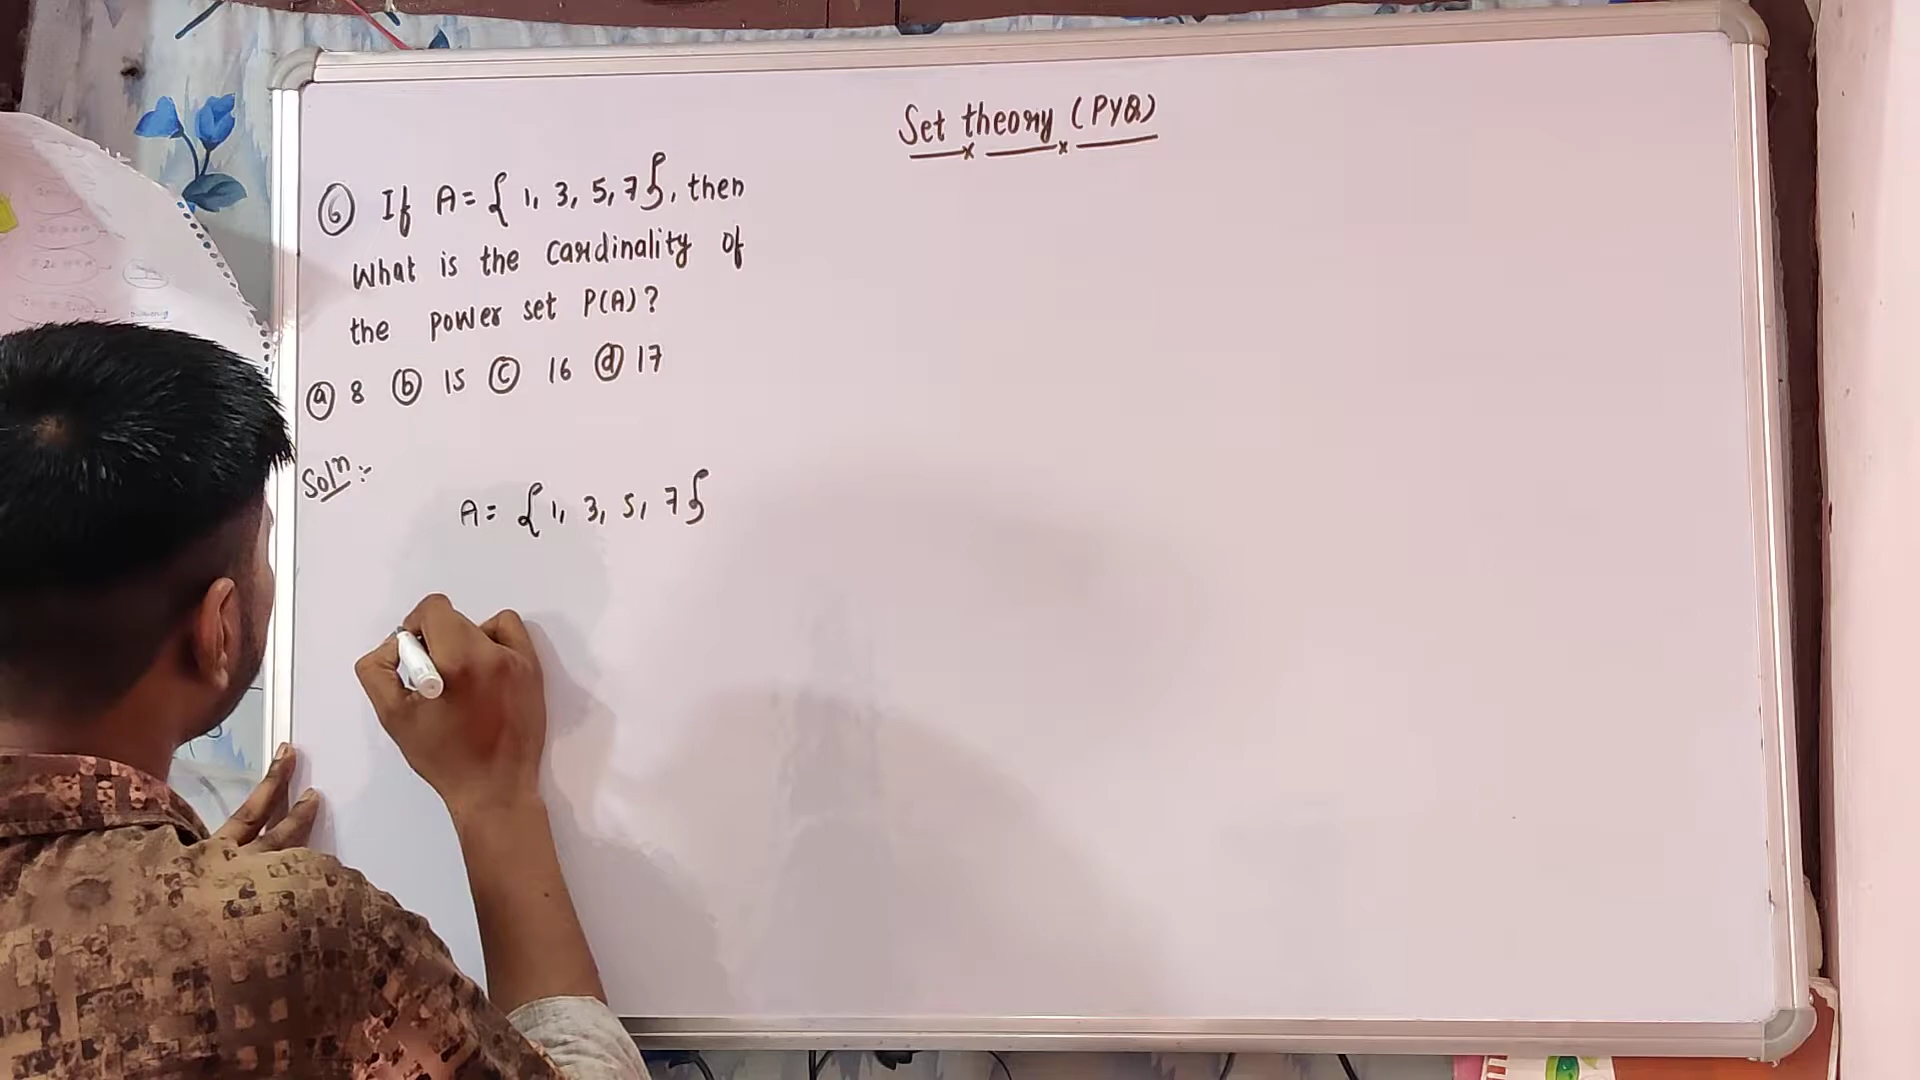 Set theory (PYQ)
⑥ If A = { 1, 3, 5, 7 }, then
What is the cardinality of
the power set P(A) ?
ⓐ 8 ⓑ 15 ⓒ 16 ⓓ 17
Solⁿ :-
A = { 1, 3, 5, 7 }